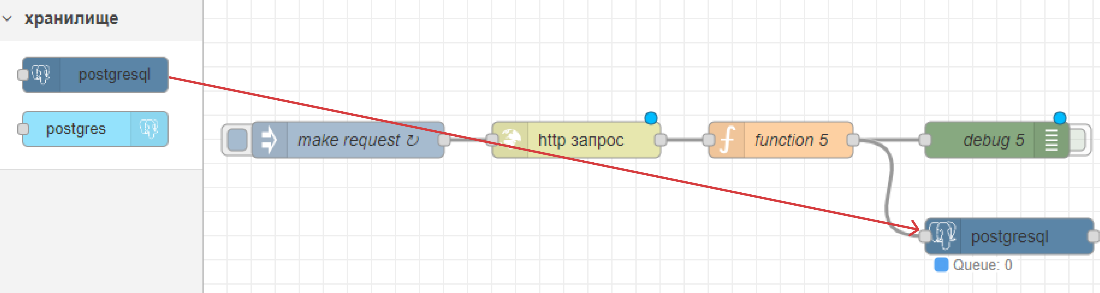 хранилище
postgresql
postgres
make request ↻
http запрос
function 5
debug 5
postgresql
Queue: 0